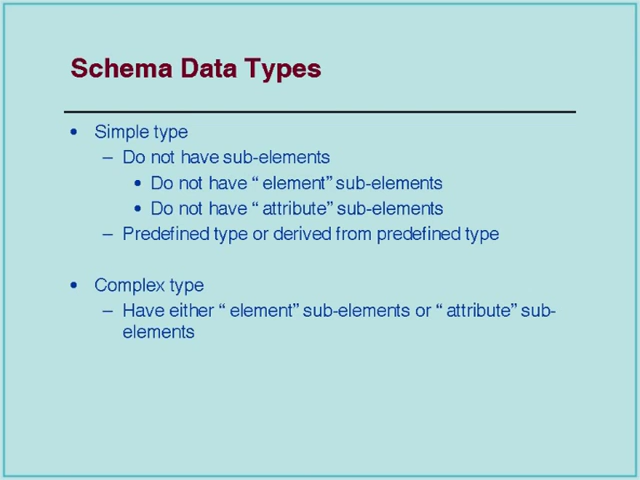 Schema Data Types
• Simple type
– Do not have sub-elements
• Do not have “ element” sub-elements
• Do not have “ attribute” sub-elements
– Predefined type or derived from predefined type
• Complex type
– Have either “ element” sub-elements or “ attribute” sub-
elements